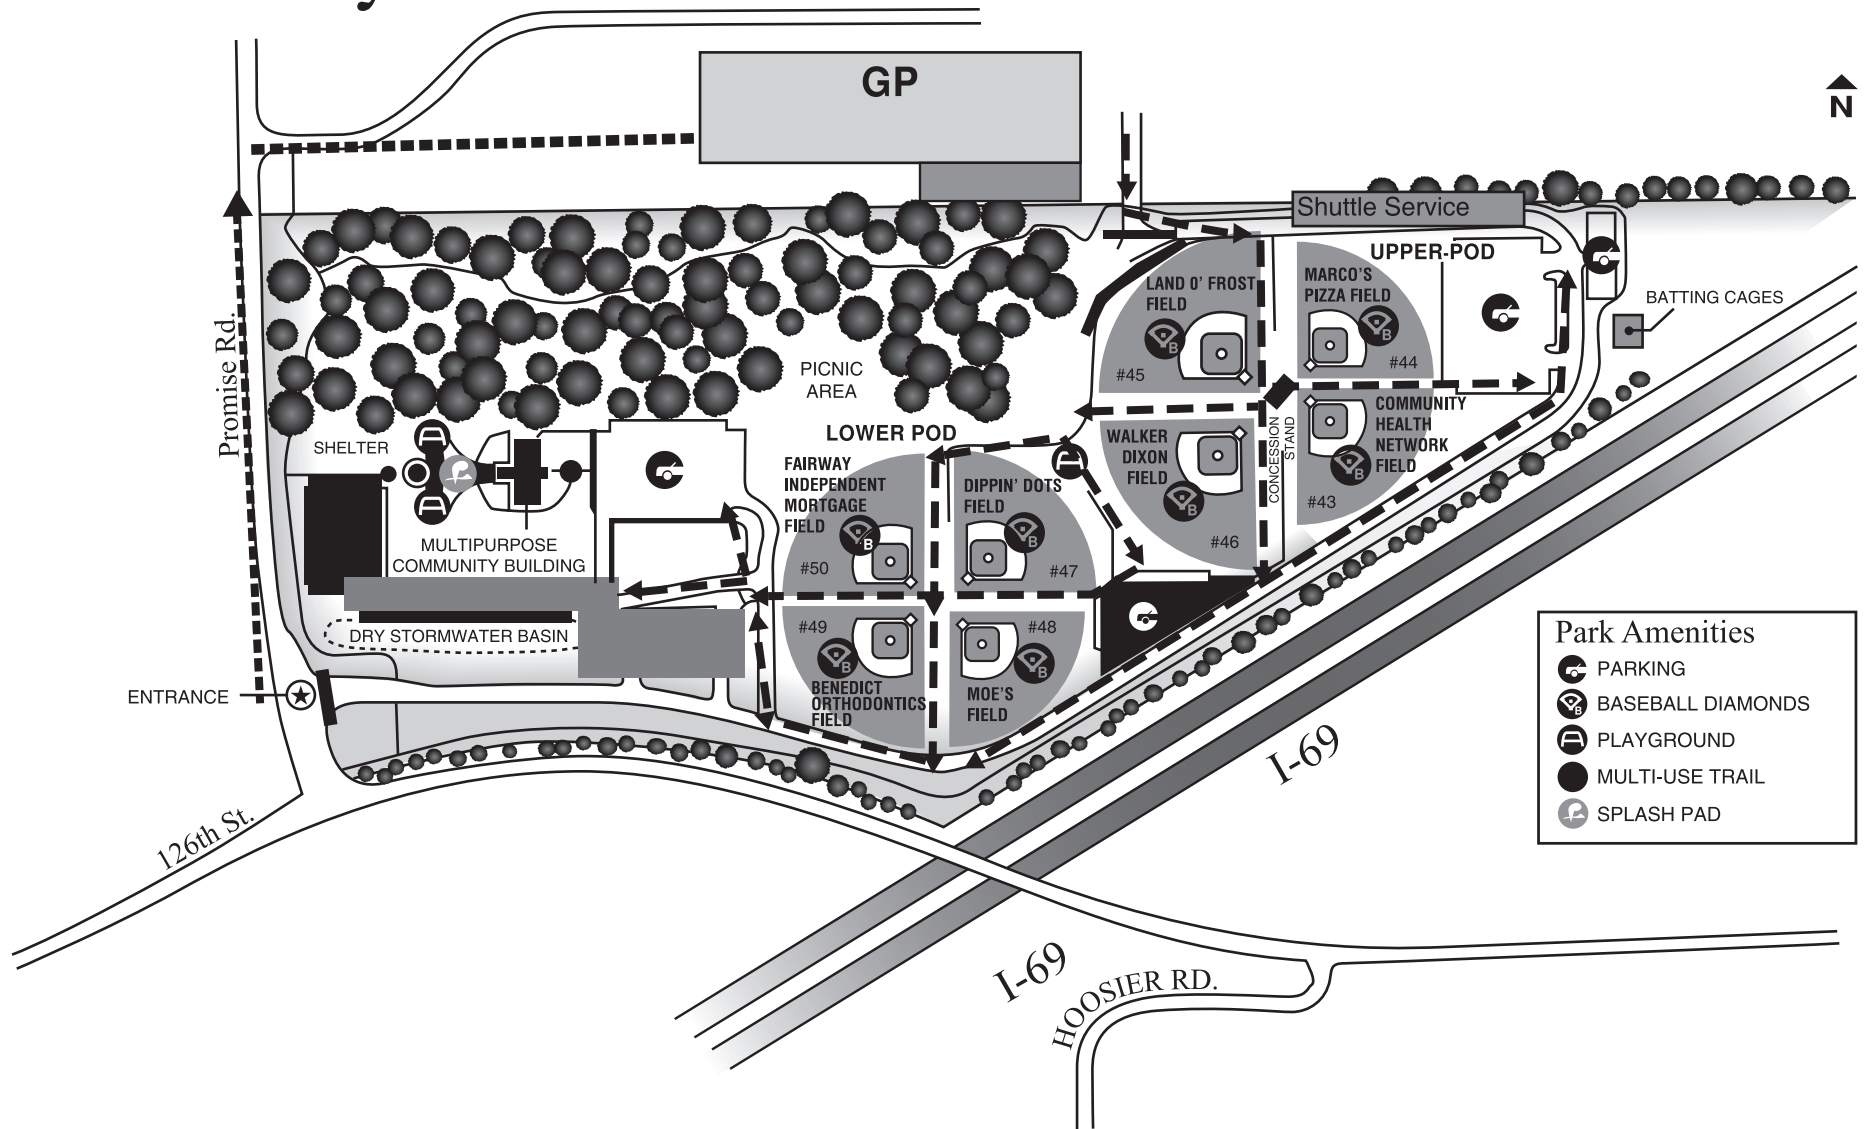 GP
N
Shuttle Service
UPPER-POD
LAND O' FROST
FIELD
#45
MARCO'S
PIZZA FIELD
#44
BATTING CAGES
Promise Rd.
PICNIC
AREA
CONCESSION
STAND
COMMUNITY
HEALTH
NETWORK
FIELD
#43
WALKER
DIXON
FIELD
#46
LOWER POD
SHELTER
FAIRWAY
INDEPENDENT
MORTGAGE
FIELD
#50
DIPPIN' DOTS
FIELD
#47
MULTIPURPOSE
COMMUNITY BUILDING
DRY STORMWATER BASIN
#49
BENEDICT
ORTHODONTICS
FIELD
#48
MOE'S
FIELD
ENTRANCE
B
B
B
B
B
B
B
B
Park Amenities
PARKING
B
BASEBALL DIAMONDS
PLAYGROUND
MULTI-USE TRAIL
SPLASH PAD
I-69
126th St.
I-69
HOOSIER RD.